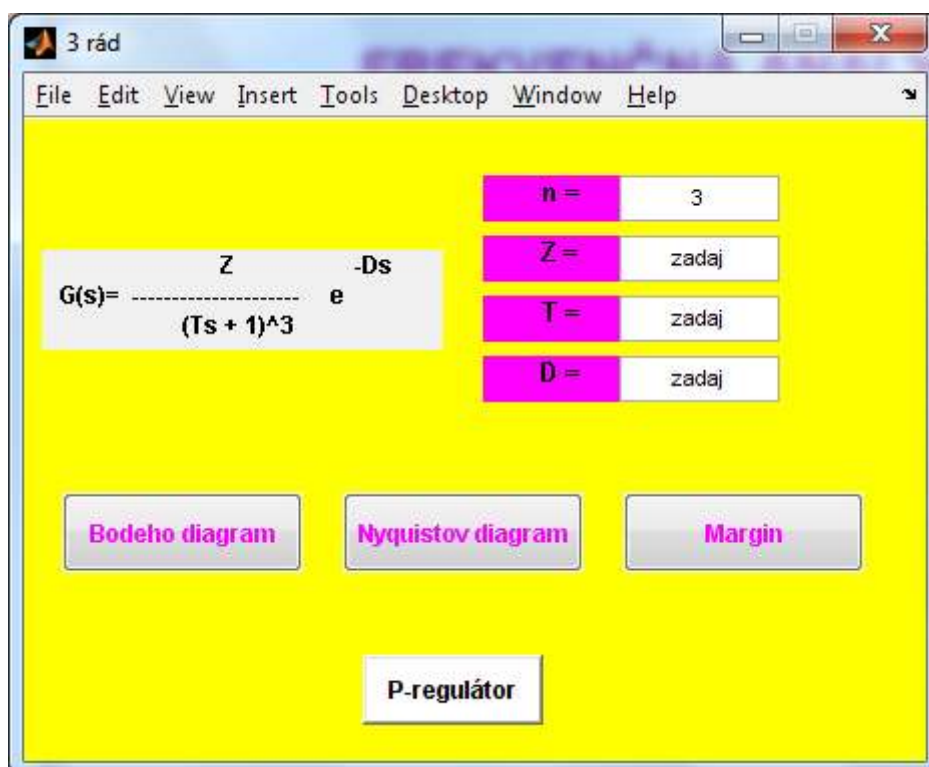 3 rád
FREKVENČNÁ
File Edit View Insert Tools Desktop Window Help
n = 3
Z = zadaj
T = zadaj
D = zadaj
Z -Ds
G(s)= --------------------- e
(Ts + 1)^3
Bodeho diagram Nyquistov diagram Margin
P-regulátor